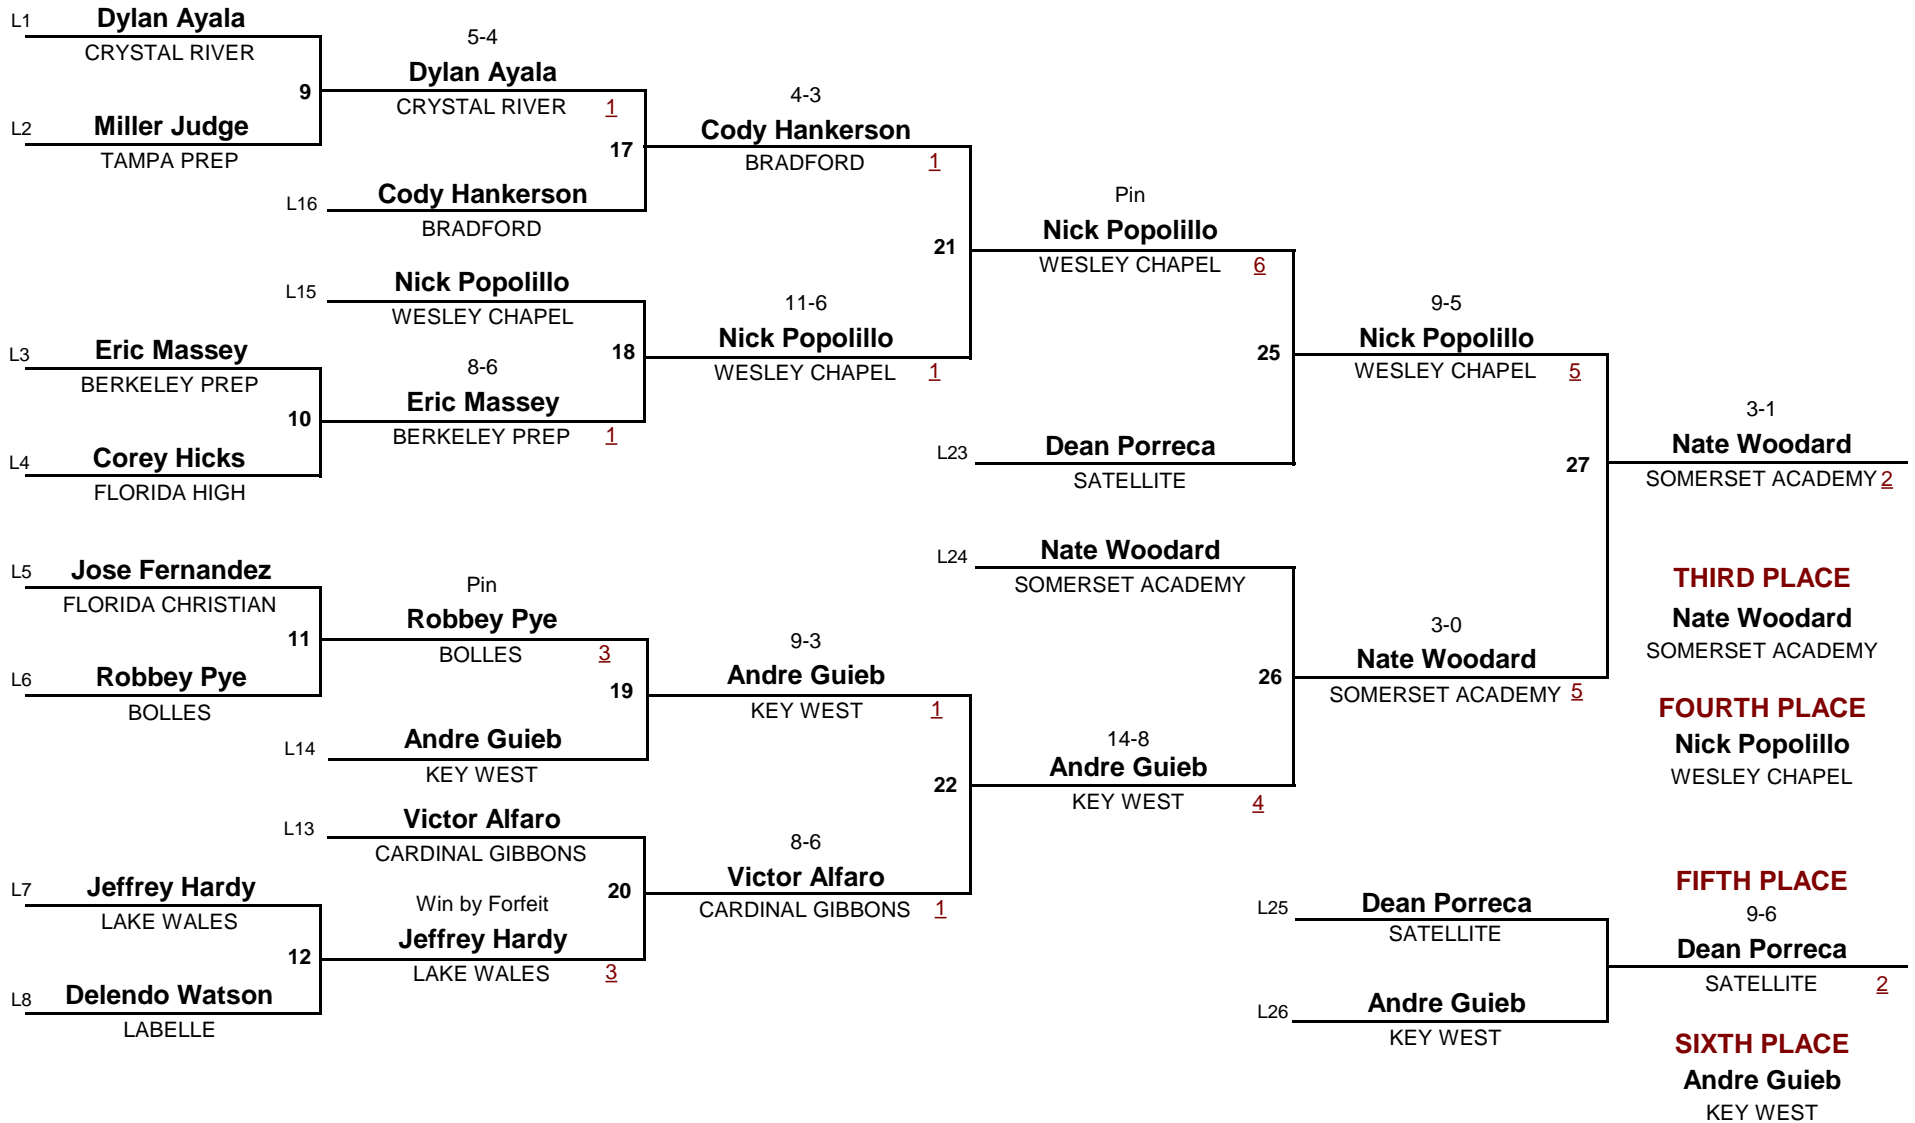 L1 Dylan Ayala
CRYSTAL RIVER
9
L2 Miller Judge
TAMPA PREP
5-4
Dylan Ayala
CRYSTAL RIVER 1
17
L16 Cody Hankerson
BRADFORD
4-3
Cody Hankerson
BRADFORD 1
L15 Nick Popolillo
WESLEY CHAPEL
18
L3 Eric Massey
BERKELEY PREP
10
L4 Corey Hicks
FLORIDA HIGH
8-6
Eric Massey
BERKELEY PREP 1
11-6
Nick Popolillo
WESLEY CHAPEL 1
21
Pin
Nick Popolillo
WESLEY CHAPEL 6
25
L23 Dean Porreca
SATELLITE
9-5
Nick Popolillo
WESLEY CHAPEL 5
27
3-1
Nate Woodard
SOMERSET ACADEMY 2
L5 Jose Fernandez
FLORIDA CHRISTIAN
11
L6 Robbey Pye
BOLLES
Pin
Robbey Pye
BOLLES 3
19
L14 Andre Guieb
KEY WEST
9-3
Andre Guieb
KEY WEST 1
22
L13 Victor Alfaro
CARDINAL GIBBONS
20
L7 Jeffrey Hardy
LAKE WALES
12
L8 Delendo Watson
LABELLE
Win by Forfeit
Jeffrey Hardy
LAKE WALES 3
8-6
Victor Alfaro
CARDINAL GIBBONS 1
L24 Nate Woodard
SOMERSET ACADEMY
26
14-8
Andre Guieb
KEY WEST 4
3-0
Nate Woodard
SOMERSET ACADEMY 5
THIRD PLACE
Nate Woodard
SOMERSET ACADEMY
FOURTH PLACE
Nick Popolillo
WESLEY CHAPEL
L25 Dean Porreca
SATELLITE
L26 Andre Guieb
KEY WEST
FIFTH PLACE
9-6
Dean Porreca
SATELLITE 2
SIXTH PLACE
Andre Guieb
KEY WEST